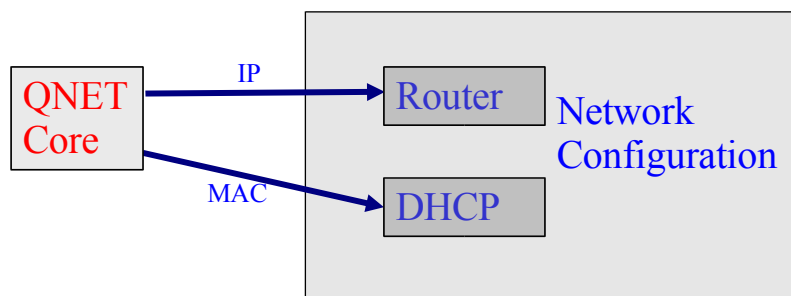 QNET
Core
IP
MAC
Router
DHCP
Network
Configuration